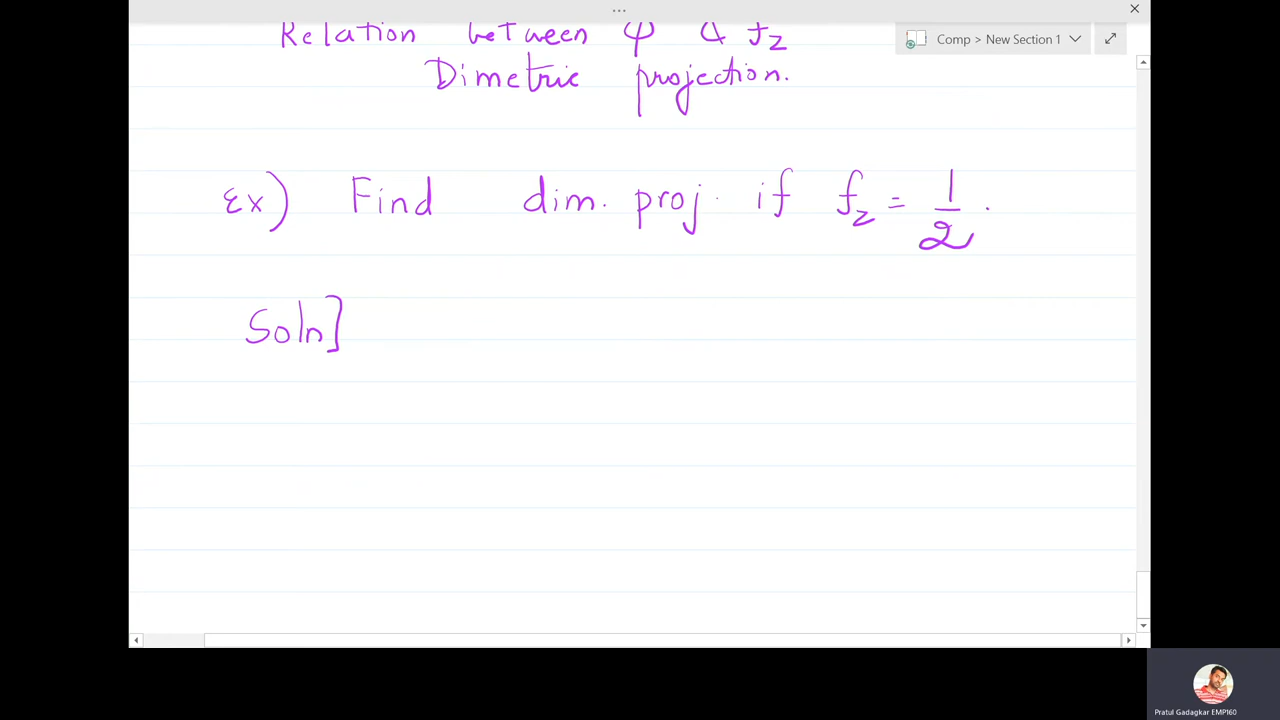 Comp > New Section 1
Relation between φ & fz
Dimetric projection.
Ex) Find dim. proj. if fz = 1/2.
Soln]
Pratul Gadagkar EMP160